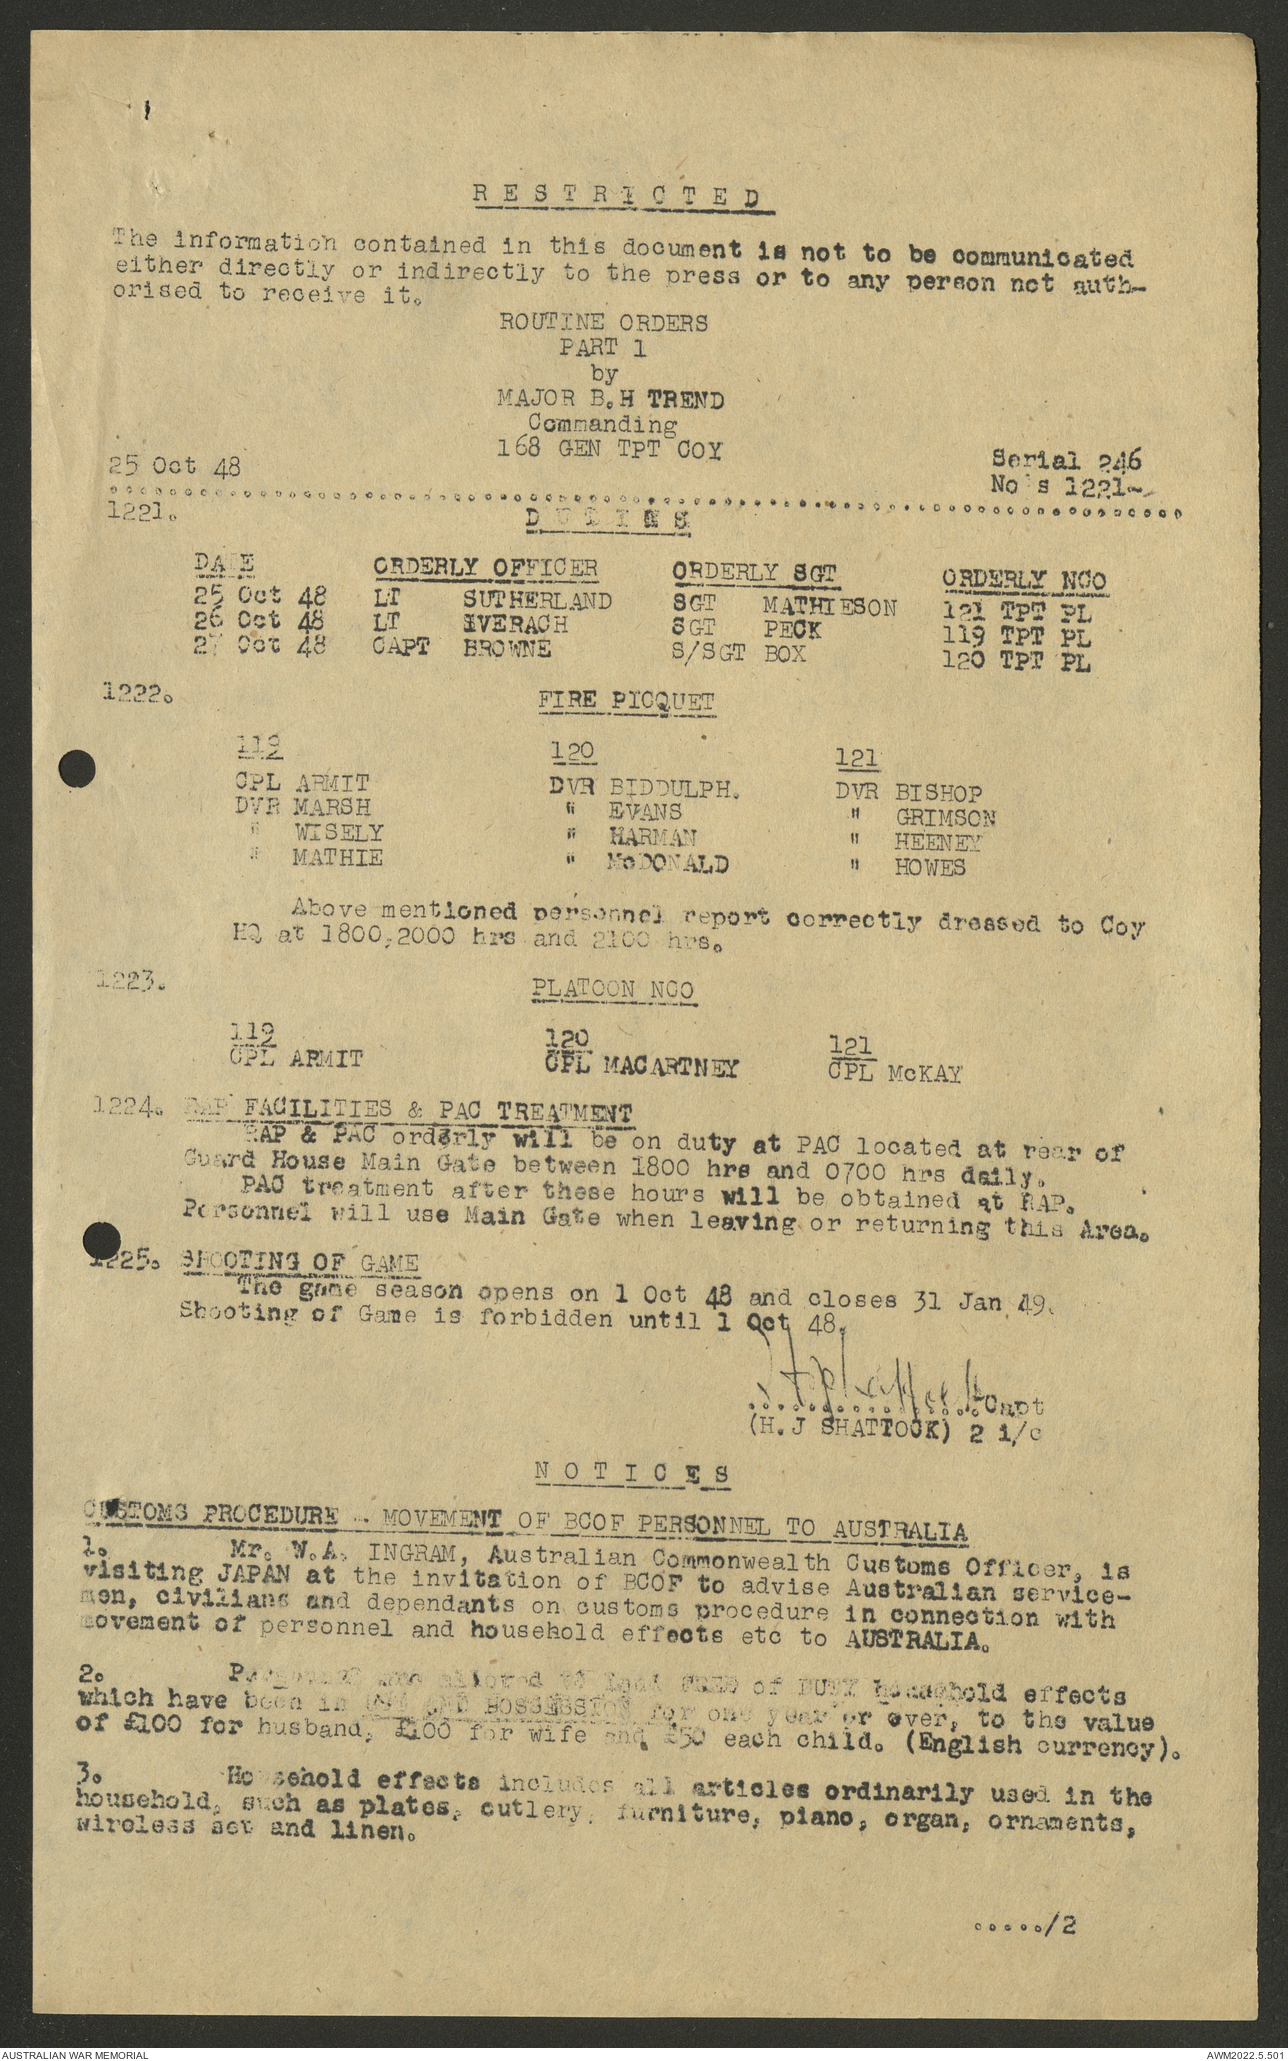 R E S T R I C T E D
The information contained in this document is not to be communicated
either directly or indirectly to the press or to any person not auth-
orised to receive it.
ROUTINE ORDERS
PART 1
by
MAJOR B.H TREND
Commanding
168 GEN TPT COY
25 Oct 48 Serial 246
No's 1221-
1221. D U T I E S
DATE ORDERLY OFFICER ORDERLY SGT ORDERLY NCO
25 Oct 48 LT SUTHERLAND SGT MATHIESON 121 TPT PL
26 Oct 48 LT IVERACH SGT PECK 119 TPT PL
27 Oct 48 CAPT BROWNE S/SGT BOX 120 TPT PL
1222. FIRE PICQUET
119 120 121
CPL ARMIT DVR BIDDULPH. DVR BISHOP
DVR MARSH " EVANS " GRIMSON
" WISELY " HARMAN " HEENEY
" MATHIE " McDONALD " HOWES
Above mentioned personnel report correctly dressed to Coy
HQ at 1800,2000 hrs and 2100 hrs.
1223. PLATOON NCO
119 120 121
CPL ARMIT CPL MACARTNEY CPL McKAY
1224. RAP FACILITIES & PAC TREATMENT
RAP & PAC orderly will be on duty at PAC located at rear of
Guard House Main Gate between 1800 hrs and 0700 hrs daily.
PAC treatment after these hours will be obtained at RAP.
Personnel will use Main Gate when leaving or returning this Area.
1225. SHOOTING OF GAME
The game season opens on 1 Oct 48 and closes 31 Jan 49.
Shooting of Game is forbidden until 1 Oct 48.
................Capt
(H.J SHATTOCK) 2 i/c
N O T I C E S
CUSTOMS PROCEDURE - MOVEMENT OF BCOF PERSONNEL TO AUSTRALIA
1. Mr. W.A. INGRAM, Australian Commonwealth Customs Officer, is
visiting JAPAN at the invitation of BCOF to advise Australian service-
men, civilians and dependants on customs procedure in connection with
movement of personnel and household effects etc to AUSTRALIA.
2. are allowed to land FREE of DUTY household effects
which have been in AND POSSESSION for one year or over, to the value
of £100 for husband, £100 for wife and £50 each child. (English currency).
3. Household effects includes all articles ordinarily used in the
household, such as plates, cutlery, furniture, piano, organ, ornaments,
wireless set and linen.
...../2
AUSTRALIAN WAR MEMORIAL AWM2022.5.501